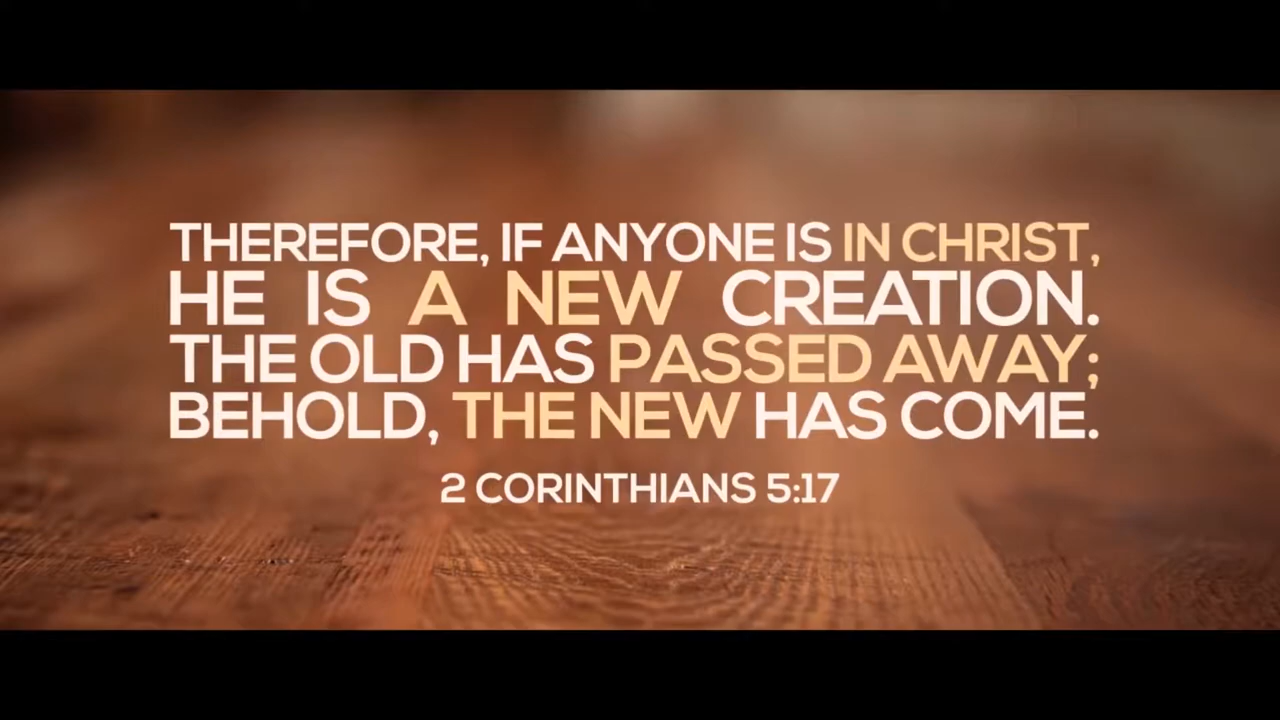 THEREFORE, IF ANYONE IS IN CHRIST,
HE IS A NEW CREATION.
THE OLD HAS PASSED AWAY;
BEHOLD, THE NEW HAS COME.
2 CORINTHIANS 5:17